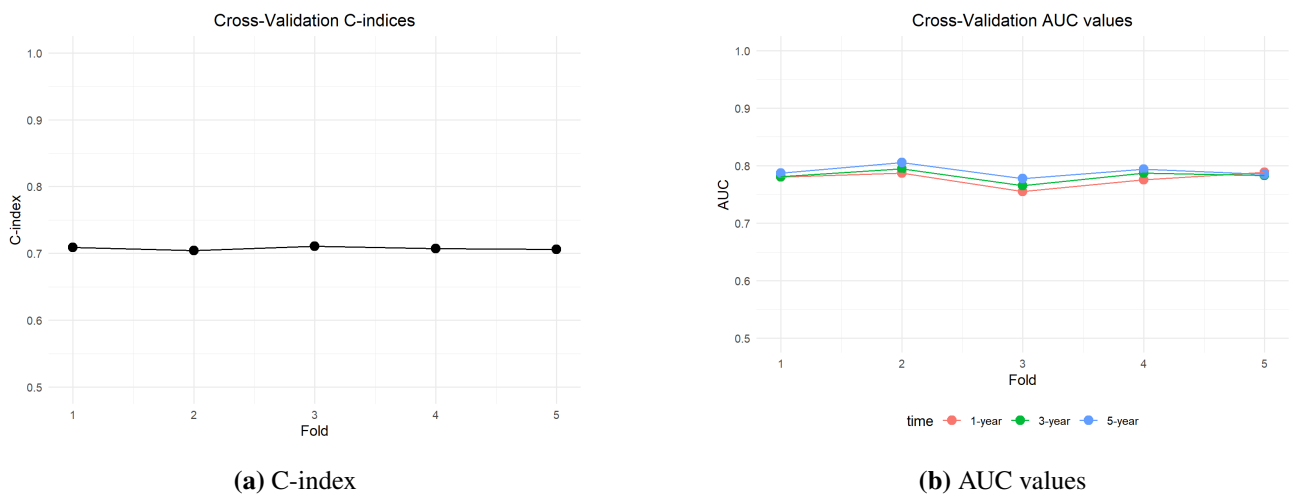 Cross-Validation C-indices
1.0
0.9
0.8
0.7
0.6
0.5
C-index
1 2 3 4 5
Fold
(a) C-index
Cross-Validation AUC values
1.0
0.9
0.8
0.7
0.6
0.5
AUC
1 2 3 4 5
Fold
time 1-year 3-year 5-year
(b) AUC values